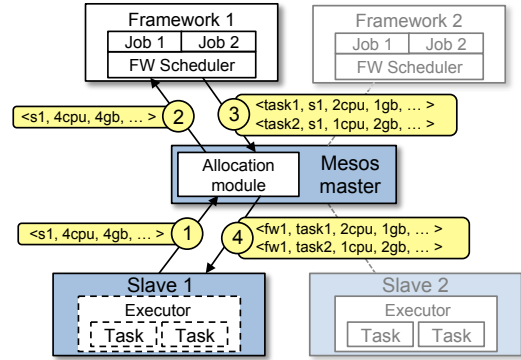 Framework 1
Job 1 Job 2
FW Scheduler
Framework 2
Job 1 Job 2
FW Scheduler
<s1, 4cpu, 4gb, … >
2
3
<task1, s1, 2cpu, 1gb, … >
<task2, s1, 1cpu, 2gb, … >
Allocation
module
Mesos
master
<s1, 4cpu, 4gb, … >
1
4
<fw1, task1, 2cpu, 1gb, … >
<fw1, task2, 1cpu, 2gb, … >
Slave 1
Executor
Task Task
Slave 2
Executor
Task Task